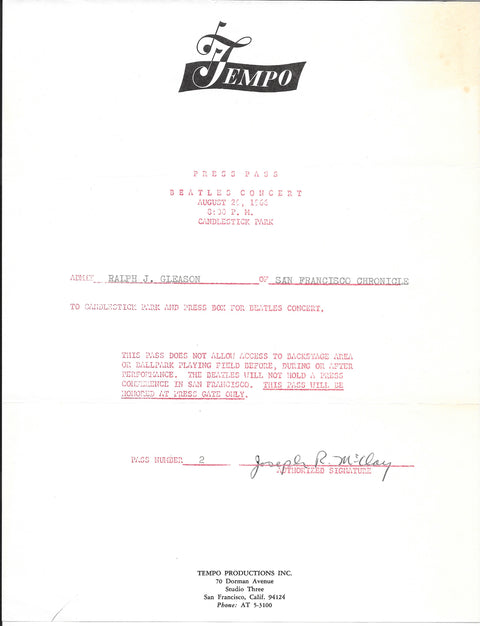 TEMPO
PRESS PASS
BEATLES CONCERT
AUGUST 29, 1966
8:00 P. M.
CANDLESTICK PARK
ADMIT RALPH J. GLEASON OF SAN FRANCISCO CHRONICLE
TO CANDLESTICK PARK AND PRESS BOX FOR BEATLES CONCERT.
THIS PASS DOES NOT ALLOW ACCESS TO BACKSTAGE AREA
OR BALLPARK PLAYING FIELD BEFORE, DURING OR AFTER
PERFORMANCE. THE BEATLES WILL NOT HOLD A PRESS
CONFERENCE IN SAN FRANCISCO. THIS PASS WILL BE
HONORED AT PRESS GATE ONLY.
PASS NUMBER 2 Joseph R. McClay
AUTHORIZED SIGNATURE
TEMPO PRODUCTIONS INC.
70 Dorman Avenue
Studio Three
San Francisco, Calif. 94124
Phone: AT 5-3100